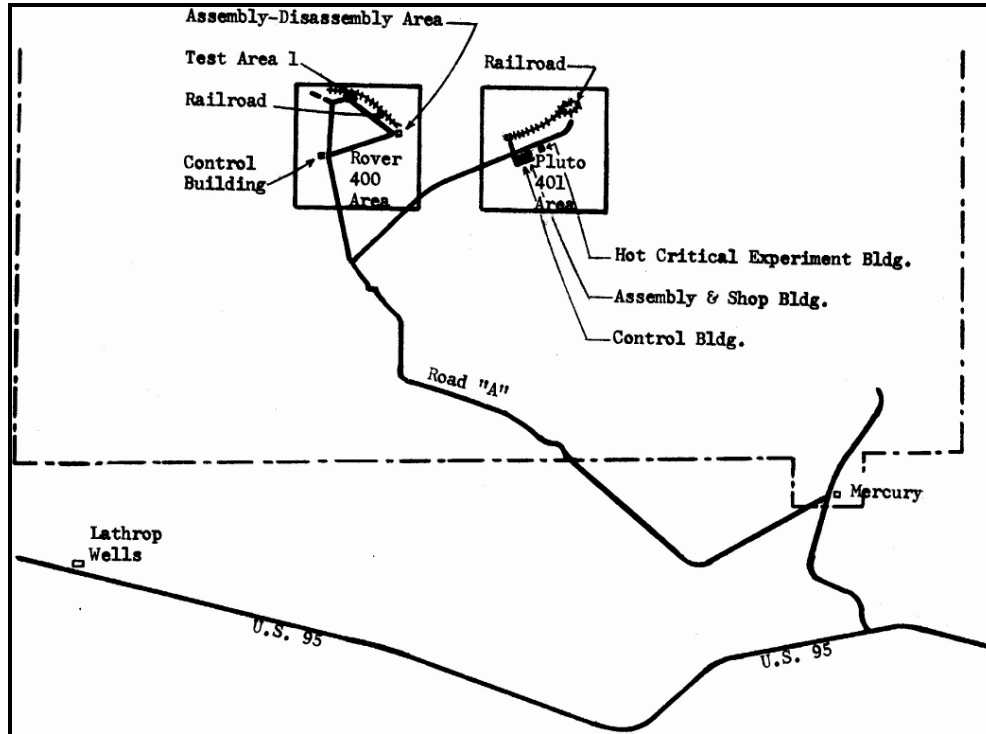 Assembly-Disassembly Area
Test Area 1
Railroad
Railroad
Control
Building
Rover
400
Area
Pluto
401
Area
Hot Critical Experiment Bldg.
Assembly & Shop Bldg.
Control Bldg.
Road "A"
Mercury
Lathrop
Wells
U.S. 95
U.S. 95